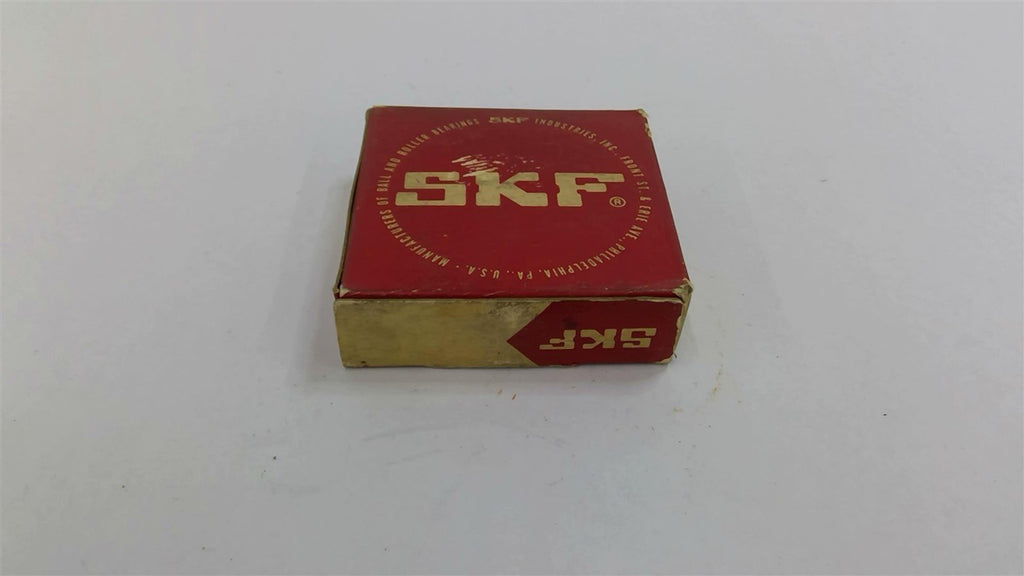 SKF INDUSTRIES, INC. FRONT ST. & ERIE AVE., PHILADELPHIA, PA., U.S.A. · MANUFACTURERS OF BALL AND ROLLER BEARINGS
SKF®
SKF